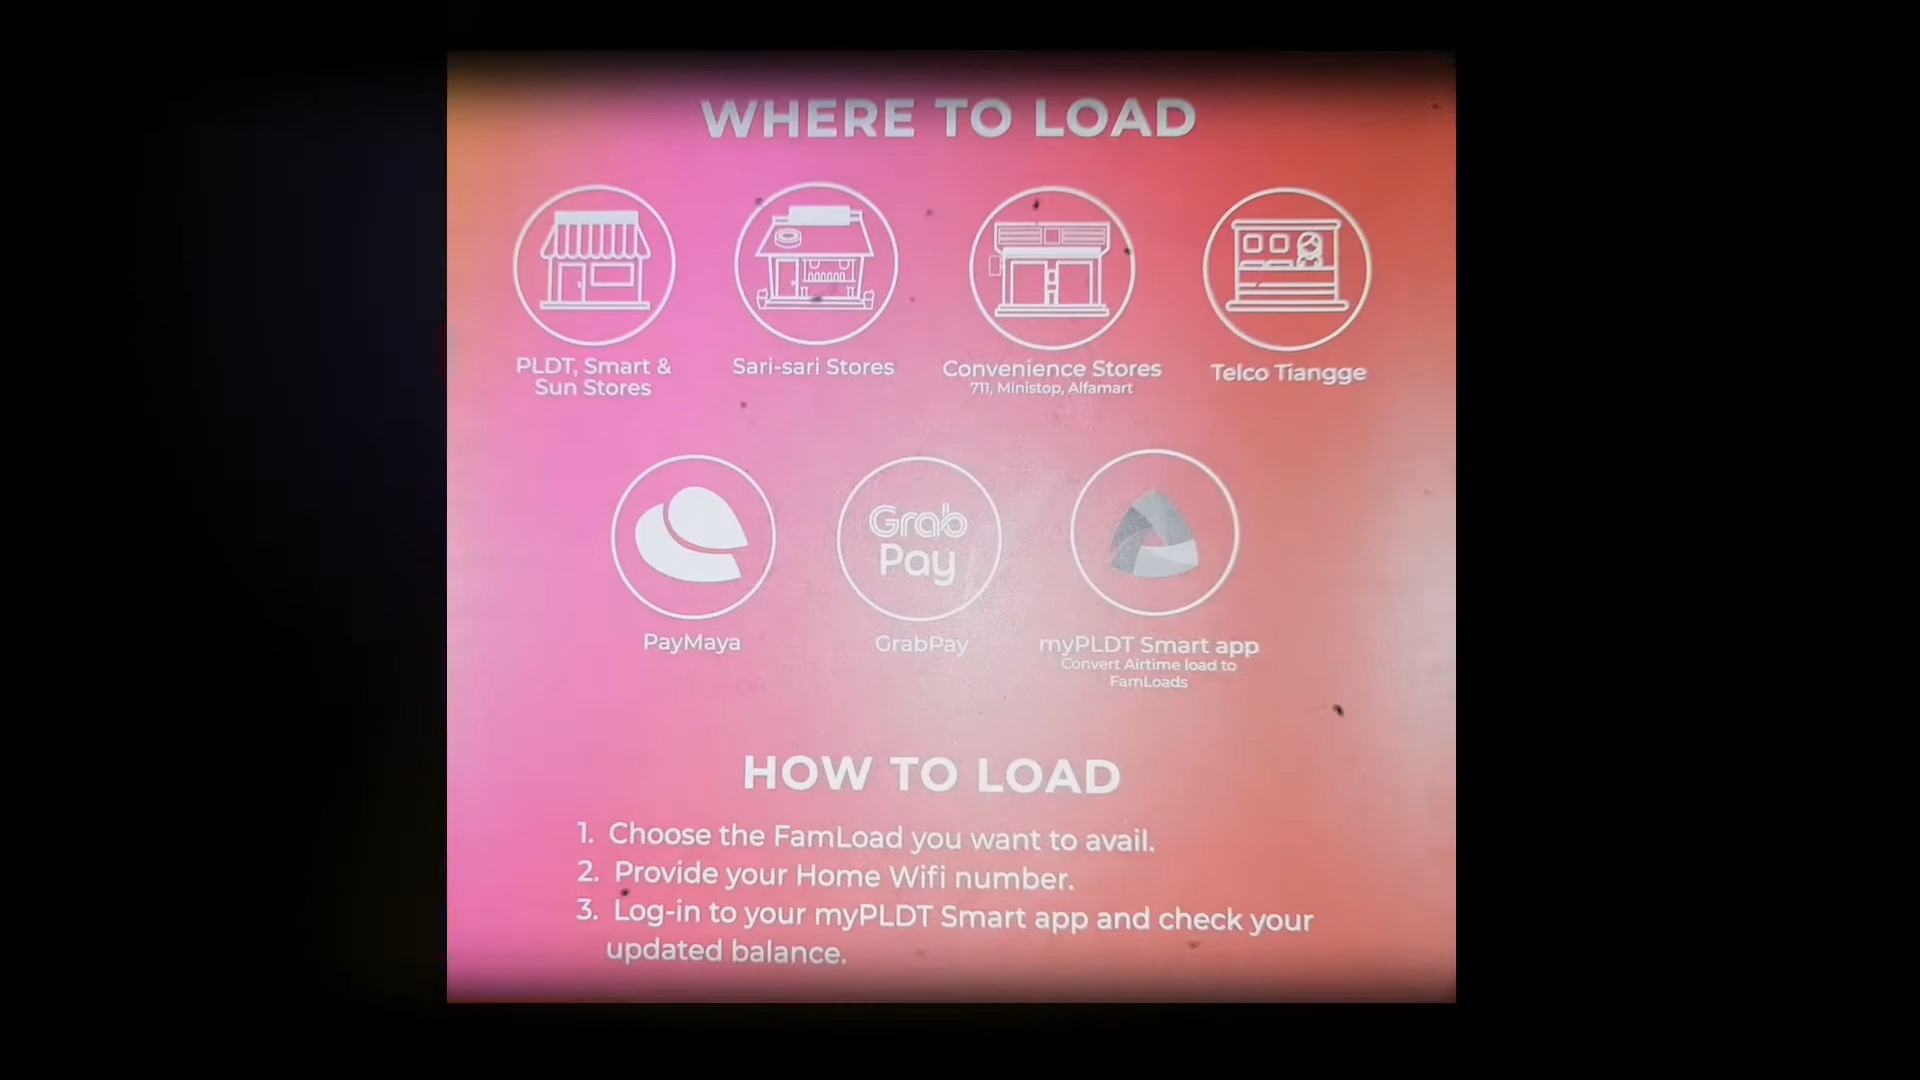 WHERE TO LOAD
PLDT, Smart &
Sun Stores
Sari-sari Stores
Convenience Stores
711, Ministop, Alfamart
Telco Tiangge
Grab
Pay
PayMaya
GrabPay
myPLDT Smart app
Convert Airtime load to
FamLoads
HOW TO LOAD
1. Choose the FamLoad you want to avail.
2. Provide your Home Wifi number.
3. Log-in to your myPLDT Smart app and check your
updated balance.